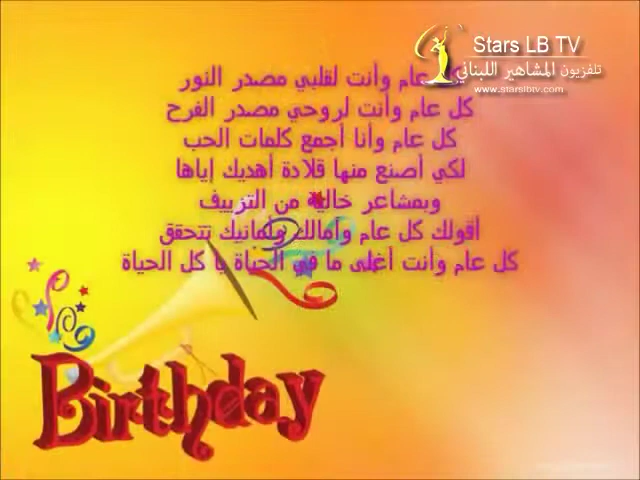 Stars LB TV
تلفزيون المشاهير اللبناني
www.starslbtv.com
كل عام وأنت لقلبي مصدر النور
كل عام وأنت لروحي مصدر الفرح
كل عام وأنا أجمع كلمات الحب
لكي أصنع منها قلادة أهديك إياها
وبمشاعر خالية من التزييف
أقولك كل عام وآمالك وأمانيك تتحقق
كل عام وأنت أغلى ما في الحياة يا كل الحياة
Birthday